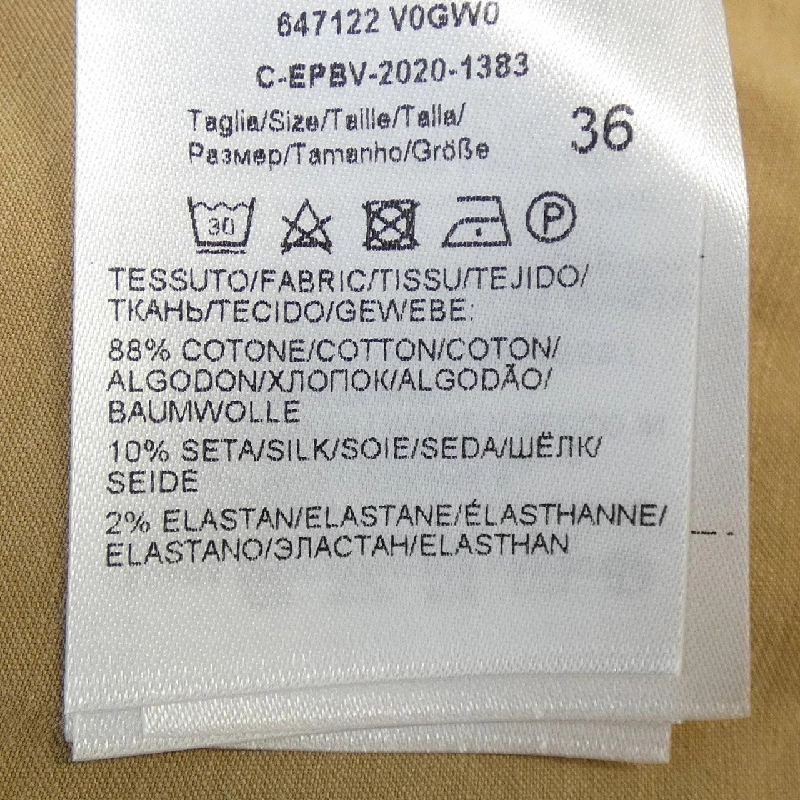 647122 V0GW0
C-EPBV-2020-1383
Taglia/Size/Taille/Talla/
Размер/Tamanho/Größe
36
30
P
TESSUTO/FABRIC/TISSU/TEJIDO/
ТКАНЬ/TECIDO/GEWEBE:
88% COTONE/COTTON/COTON/
ALGODON/ХЛОПОК/ALGODÃO/
BAUMWOLLE
10% SETA/SILK/SOIE/SEDA/ШЁЛК/
SEIDE
2% ELASTAN/ELASTANE/ÉLASTHANNE/
ELASTANO/ЭЛАСТАН/ELASTHAN